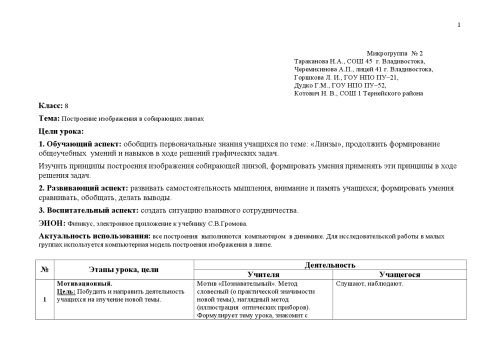 1
Микрогруппа № 2
Тараканова Н.А., СОШ 45 г. Владивостока,
Черемисинова А.П., лицей 41 г. Владивостока,
Горшкова Л. И., ГОУ НПО ПУ–21,
Дудко Г.М., ГОУ НПО ПУ–52,
Котович Н. В., СОШ 1 Тернейского района
Класс: 8
Тема: Построение изображения в собирающих линзах
Цели урока:
1. Обучающий аспект: обобщить первоначальные знания учащихся по теме: «Линзы», продолжить формирование
общеучебных умений и навыков в ходе решений графических задач.
Изучить принципы построения изображения собирающей линзой, формировать умения применять эти принципы в ходе
решения задач.
2. Развивающий аспект: развивать самостоятельность мышления, внимание и память учащихся; формировать умения
сравнивать, обобщать, делать выводы.
3. Воспитательный аспект: создать ситуацию взаимного сотрудничества.
ЭИОН: Физикус, электронное приложение к учебнику С.В.Громова.
Актуальность использования: все построения выполняются компьютером в динамике. Для исследовательской работы в малых
группах используется компьютерная модель построения изображения в линзе.
№ Этапы урока, цели Деятельность
Учителя Учащегося
1 Мотивационный. Мотив «Познавательный». Метод Слушают, наблюдают.
Цель: Побудить и направить деятельность словесный (о практической значимости
учащихся на изучение новой темы. новой темы), наглядный метод
(иллюстрация оптических приборов).
Формулирует тему урока, знакомит с